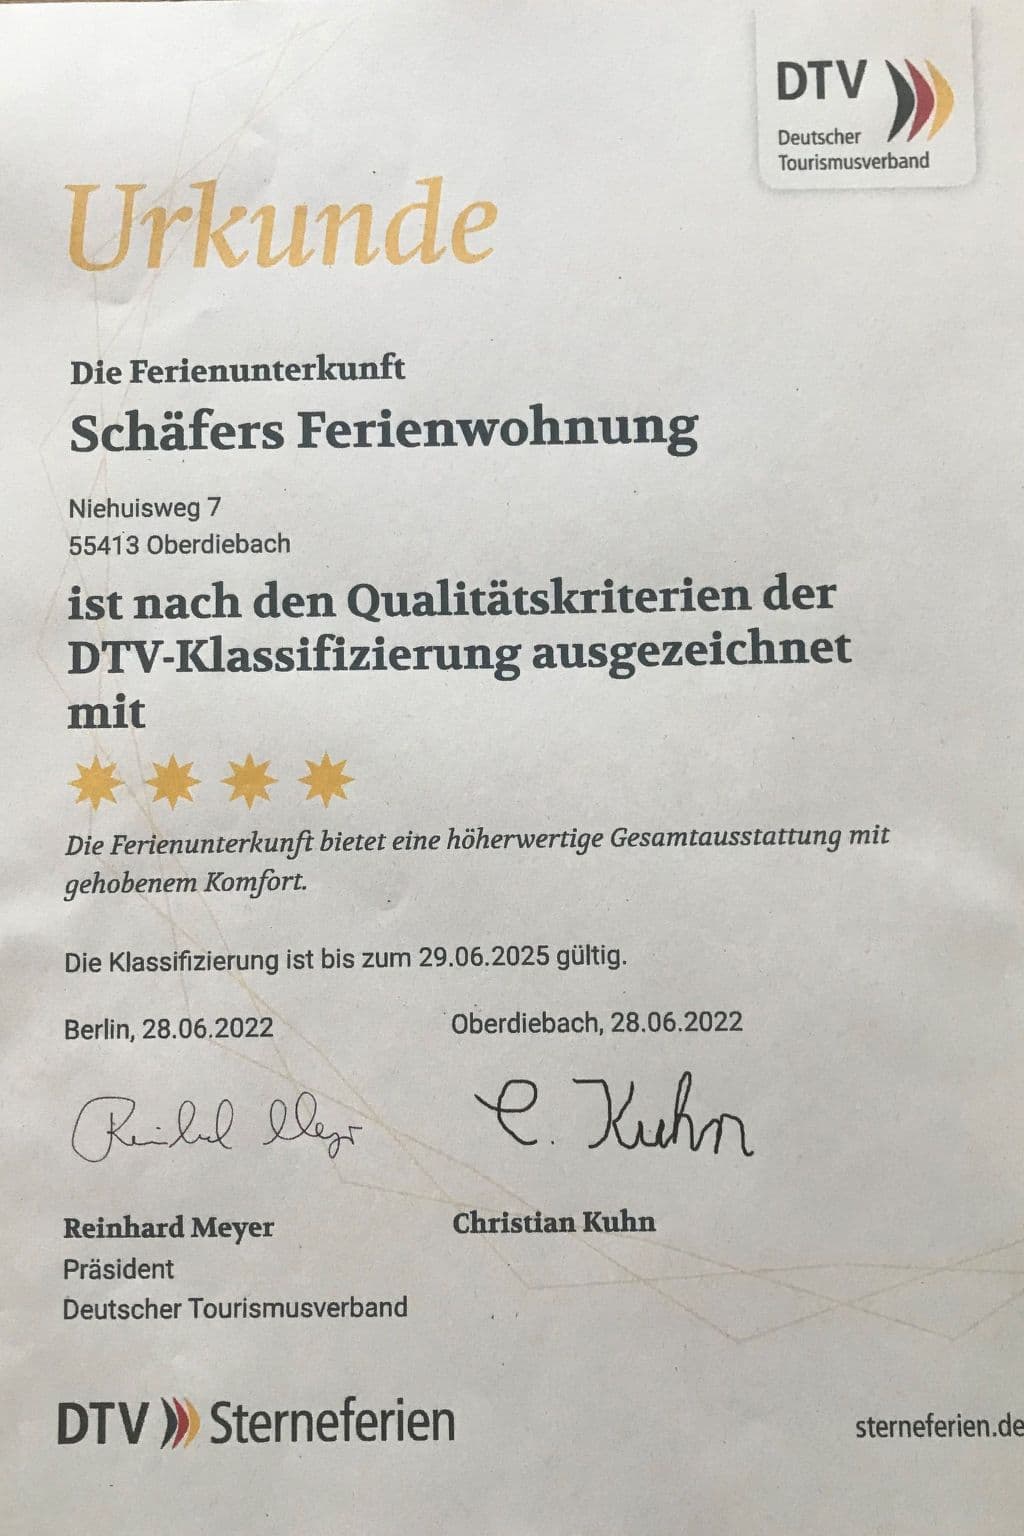 DTV
Deutscher
Tourismusverband
Urkunde
Die Ferienunterkunft
Schäfers Ferienwohnung
Niehuisweg 7
55413 Oberdiebach
ist nach den Qualitätskriterien der
DTV-Klassifizierung ausgezeichnet
mit
Die Ferienunterkunft bietet eine höherwertige Gesamtausstattung mit
gehobenem Komfort.
Die Klassifizierung ist bis zum 29.06.2025 gültig.
Berlin, 28.06.2022
Oberdiebach, 28.06.2022
Reinhard Meyer
C. Kuhn
Reinhard Meyer
Präsident
Deutscher Tourismusverband
Christian Kuhn
DTV Sterneferien
sterneferien.de